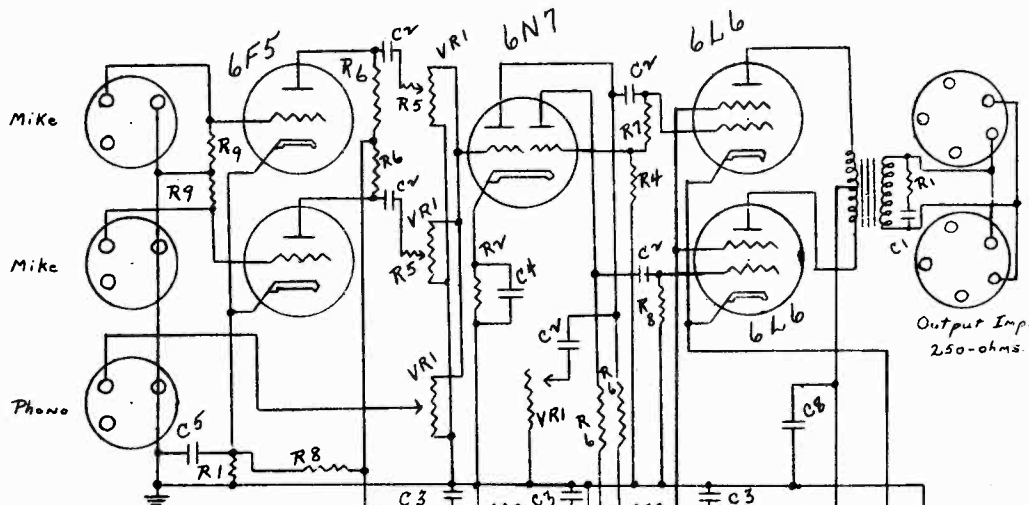 6F5
C2
VR1
6N7
6L6
Mike
R6
R5
C2
R7
R9
R6
R4
R1
R9
C2
VR1
C1
Mike
R5
R2
C4
C2
R8
6L6
Output Imp.
250-ohms.
C2
VR1
R6
Phono
VR1
R6
C8
C5
R1
R8
C3
C3
C3